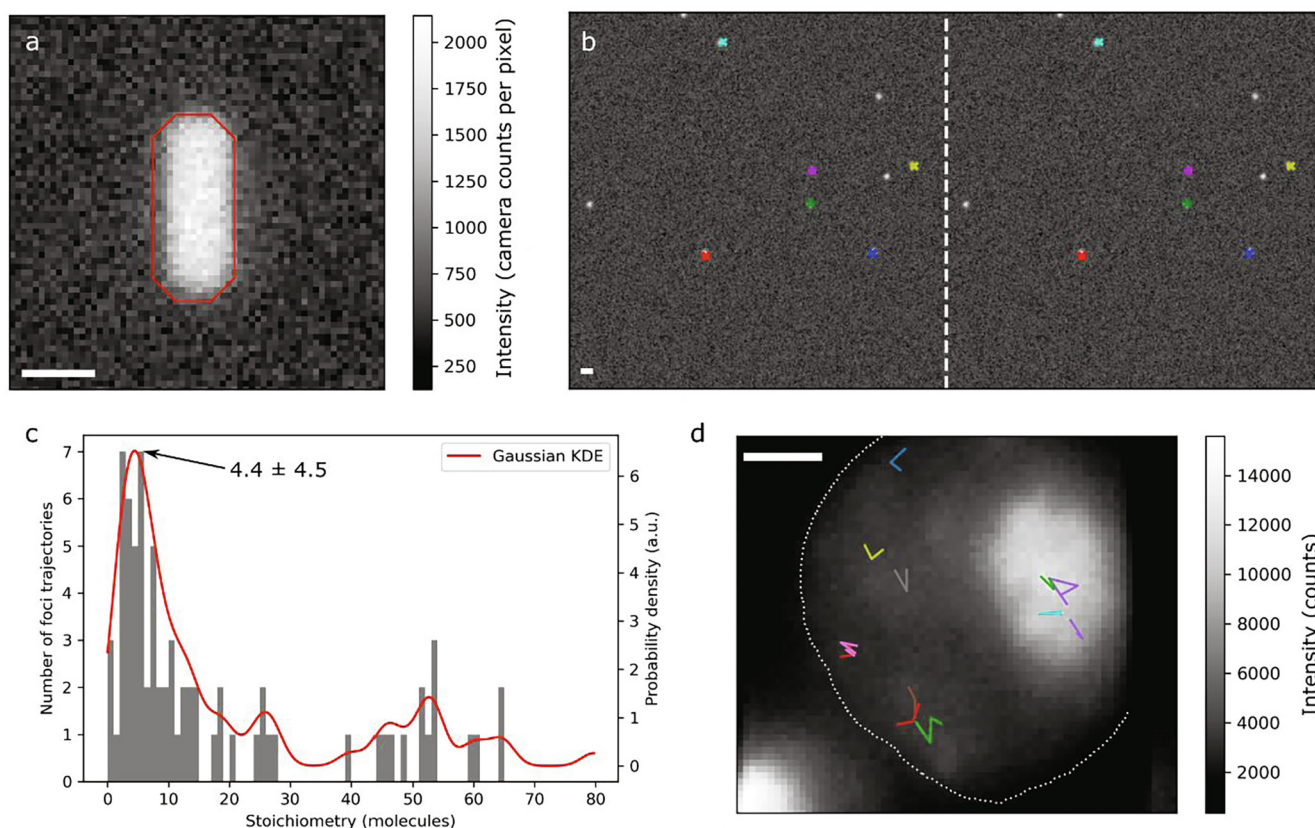 a
2000
1750
1500
1250
1000
750
500
250
Intensity (camera counts per pixel)
b
c
7
6
5
4
3
2
1
0
Number of foci trajectories
4.4 ± 4.5
Gaussian KDE
6
5
4
3
2
1
0
Probability density (a.u.)
0 10 20 30 40 50 60 70 80
Stoichiometry (molecules)
d
14000
12000
10000
8000
6000
4000
2000
Intensity (counts)